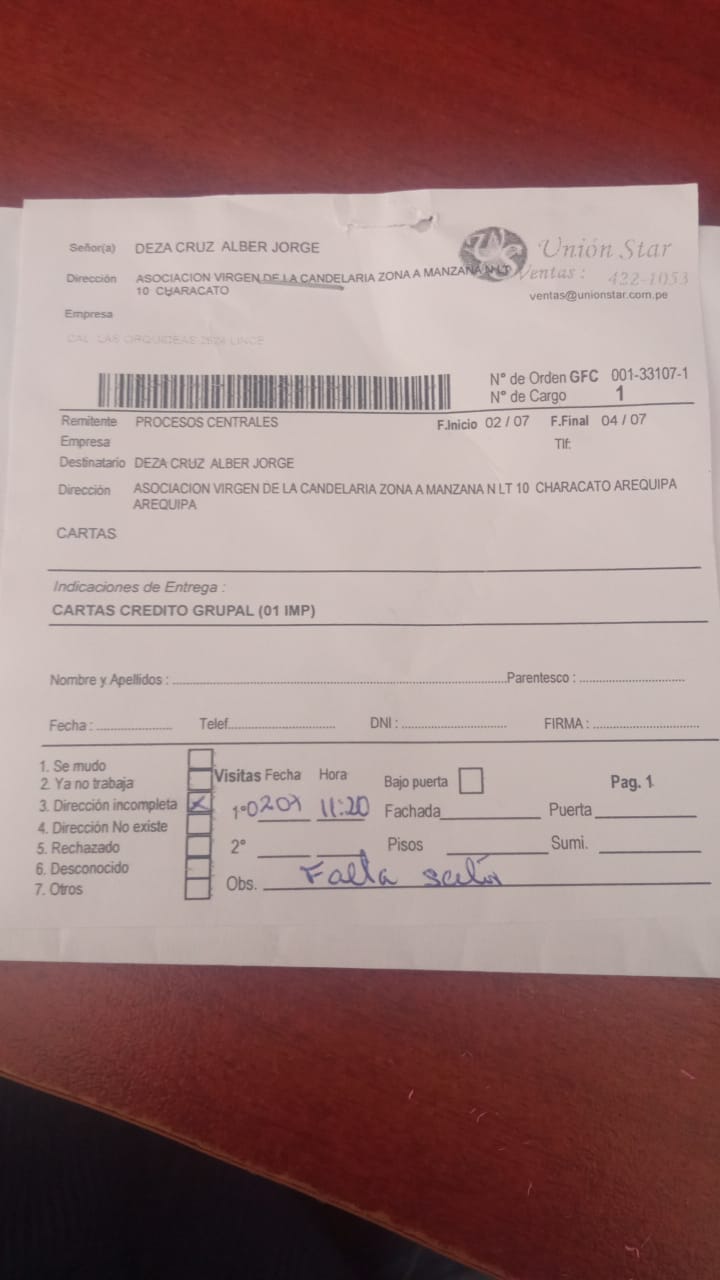 Señor(a) DEZA CRUZ ALBER JORGE
Unión Star
Dirección ASOCIACION VIRGEN DE LA CANDELARIA ZONA A MANZANA N LT
10 CHARACATO
Ventas : 422-1053
ventas@unionstar.com.pe
Empresa
CAL. LAS ORQUIDEAS 2624 LINCE
N° de Orden GFC 001-33107-1
N° de Cargo 1
Remitente PROCESOS CENTRALES F.Inicio 02 / 07 F.Final 04 / 07
Empresa Tlf:
Destinatario DEZA CRUZ ALBER JORGE
Dirección ASOCIACION VIRGEN DE LA CANDELARIA ZONA A MANZANA N LT 10 CHARACATO AREQUIPA
AREQUIPA
CARTAS
Indicaciones de Entrega :
CARTAS CREDITO GRUPAL (01 IMP)
Nombre y Apellidos : Parentesco :
Fecha : Telef. DNI : FIRMA :
1. Se mudo
2. Ya no trabaja
3. Dirección incompleta X
4. Dirección No existe
5. Rechazado
6. Desconocido
7. Otros
Visitas Fecha Hora Bajo puerta Pag. 1
1° 0207 11:20 Fachada Puerta
2° Pisos Sumi.
Obs. Falta